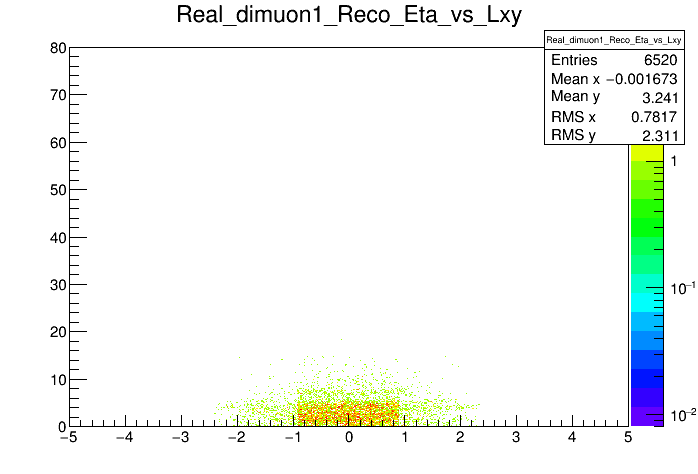 Real_dimuon1_Reco_Eta_vs_Lxy
Real_dimuon1_Reco_Eta_vs_Lxy
Entries 6520
Mean x −0.001673
Mean y 3.241
RMS x 0.7817
RMS y 2.311
80
70
60
50
40
30
20
10
0
−5 −4 −3 −2 −1 0 1 2 3 4 5
1
10−1
10−2